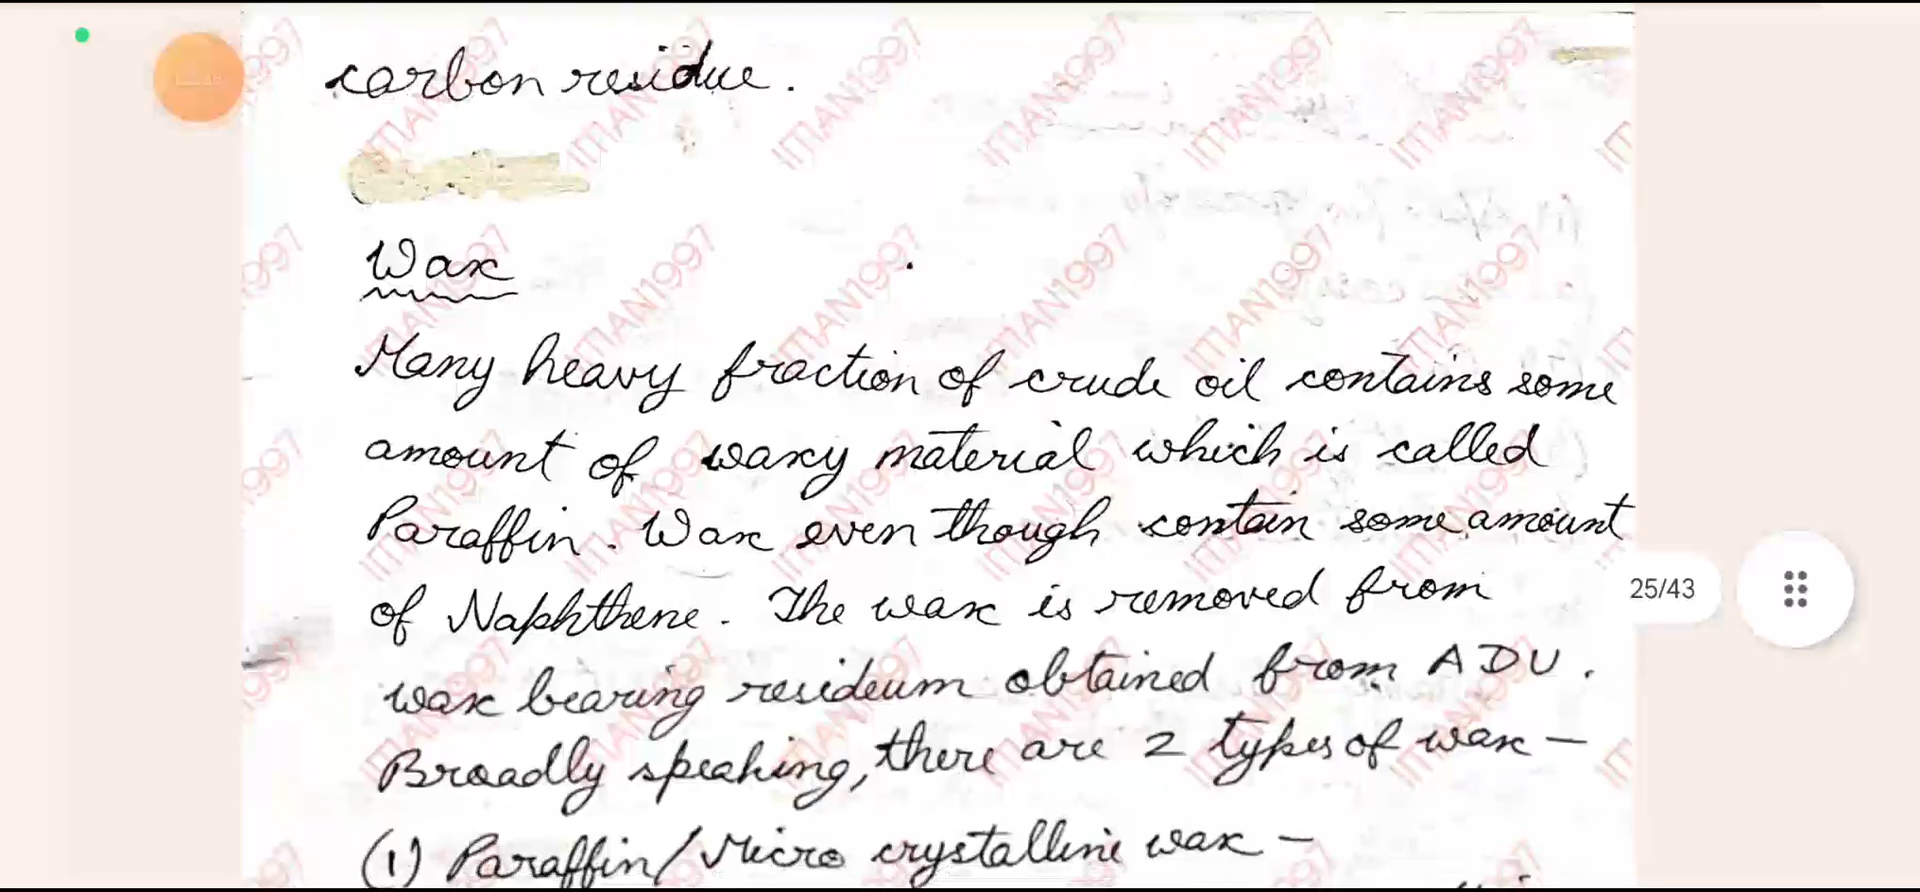 carbon residue.
Wax
Many heavy fraction of crude oil contains some
amount of waxy material which is called
Paraffin. Wax even though contain some amount
of Naphthene. The wax is removed from
wax bearing resideum obtained from ADU.
Broadly speaking, there are 2 types of wax —
(1) Paraffin/Micro crystalline wax —
25/43
IMAN1997